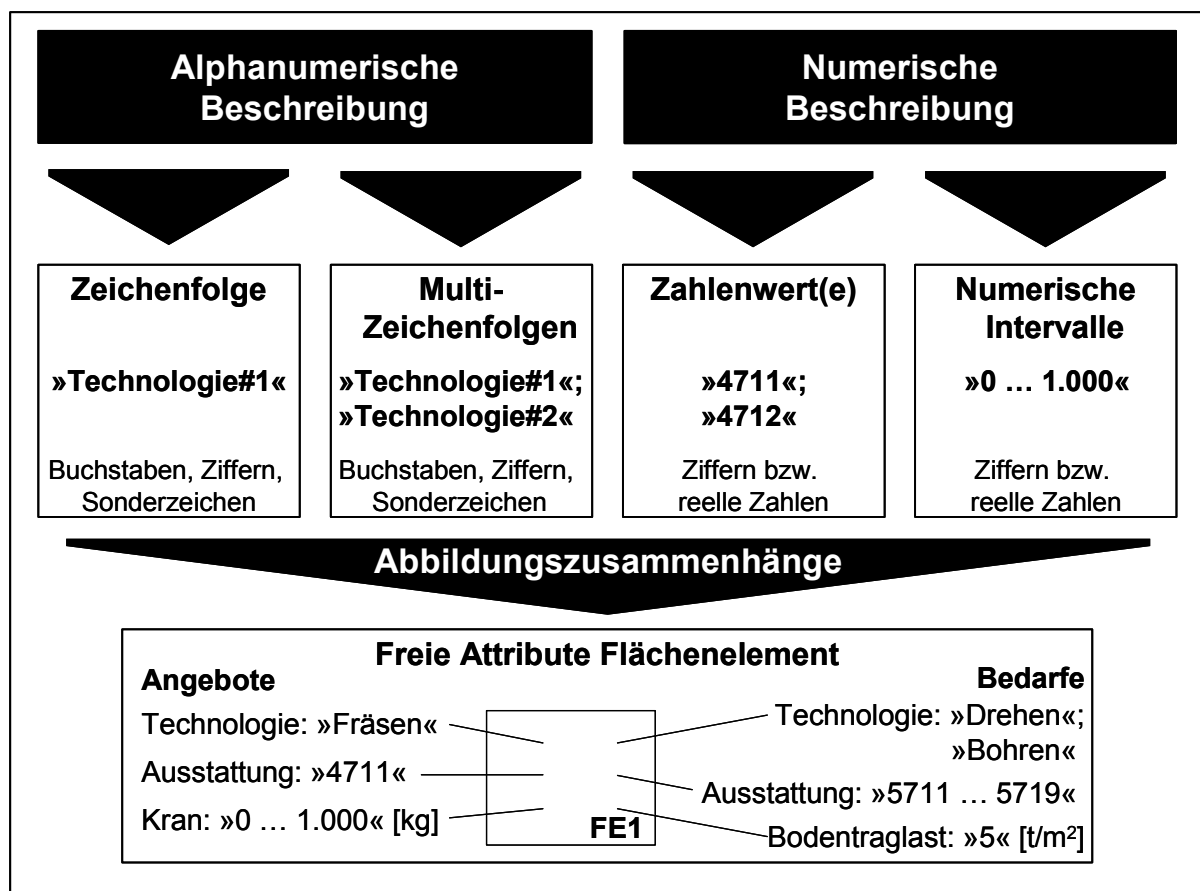 Alphanumerische
Beschreibung
Numerische
Beschreibung
Zeichenfolge
»Technologie#1«
Buchstaben, Ziffern,
Sonderzeichen
Multi-
Zeichenfolgen
»Technologie#1«;
»Technologie#2«
Buchstaben, Ziffern,
Sonderzeichen
Zahlenwert(e)
»4711«;
»4712«
Ziffern bzw.
reelle Zahlen
Numerische
Intervalle
»0 … 1.000«
Ziffern bzw.
reelle Zahlen
Abbildungszusammenhänge
Freie Attribute Flächenelement
Angebote
Technologie: »Fräsen«
Ausstattung: »4711«
Kran: »0 … 1.000« [kg]
FE1
Bedarfe
Technologie: »Drehen«;
»Bohren«
Ausstattung: »5711 … 5719«
Bodentraglast: »5« [t/m²]